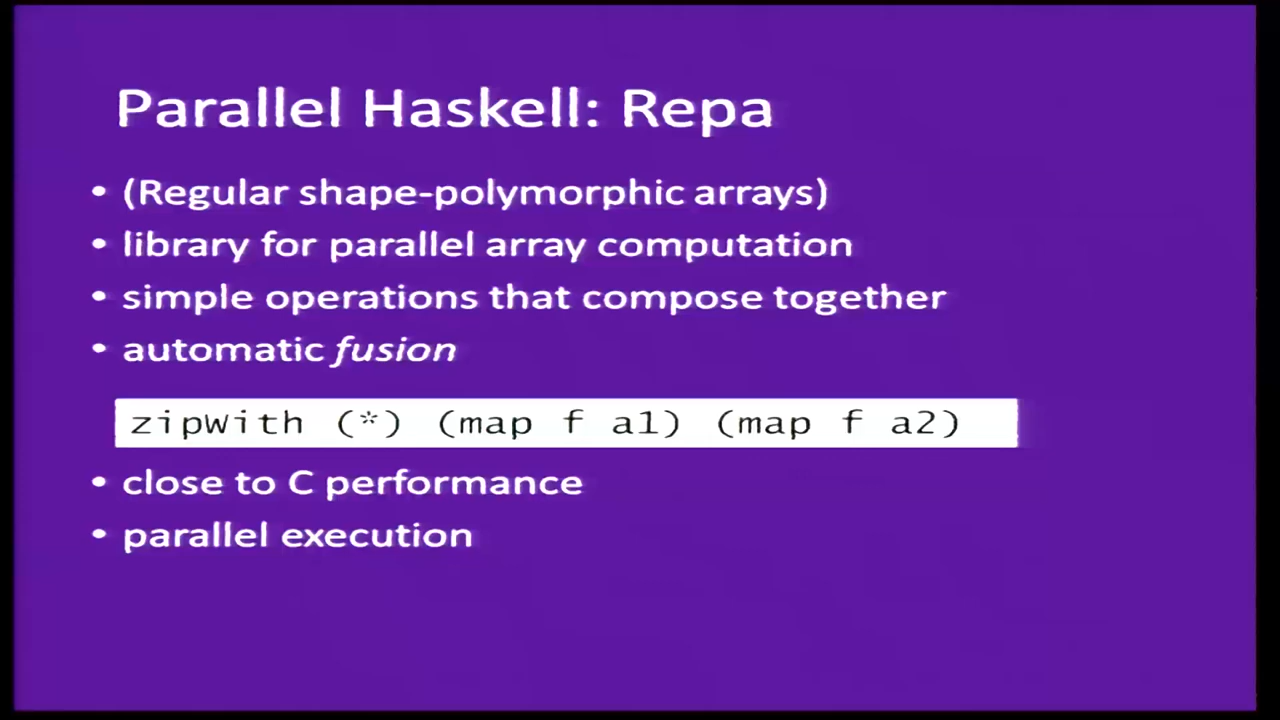 Parallel Haskell: Repa
• (Regular shape-polymorphic arrays)
• library for parallel array computation
• simple operations that compose together
• automatic fusion
zipWith (*) (map f a1) (map f a2)
• close to C performance
• parallel execution